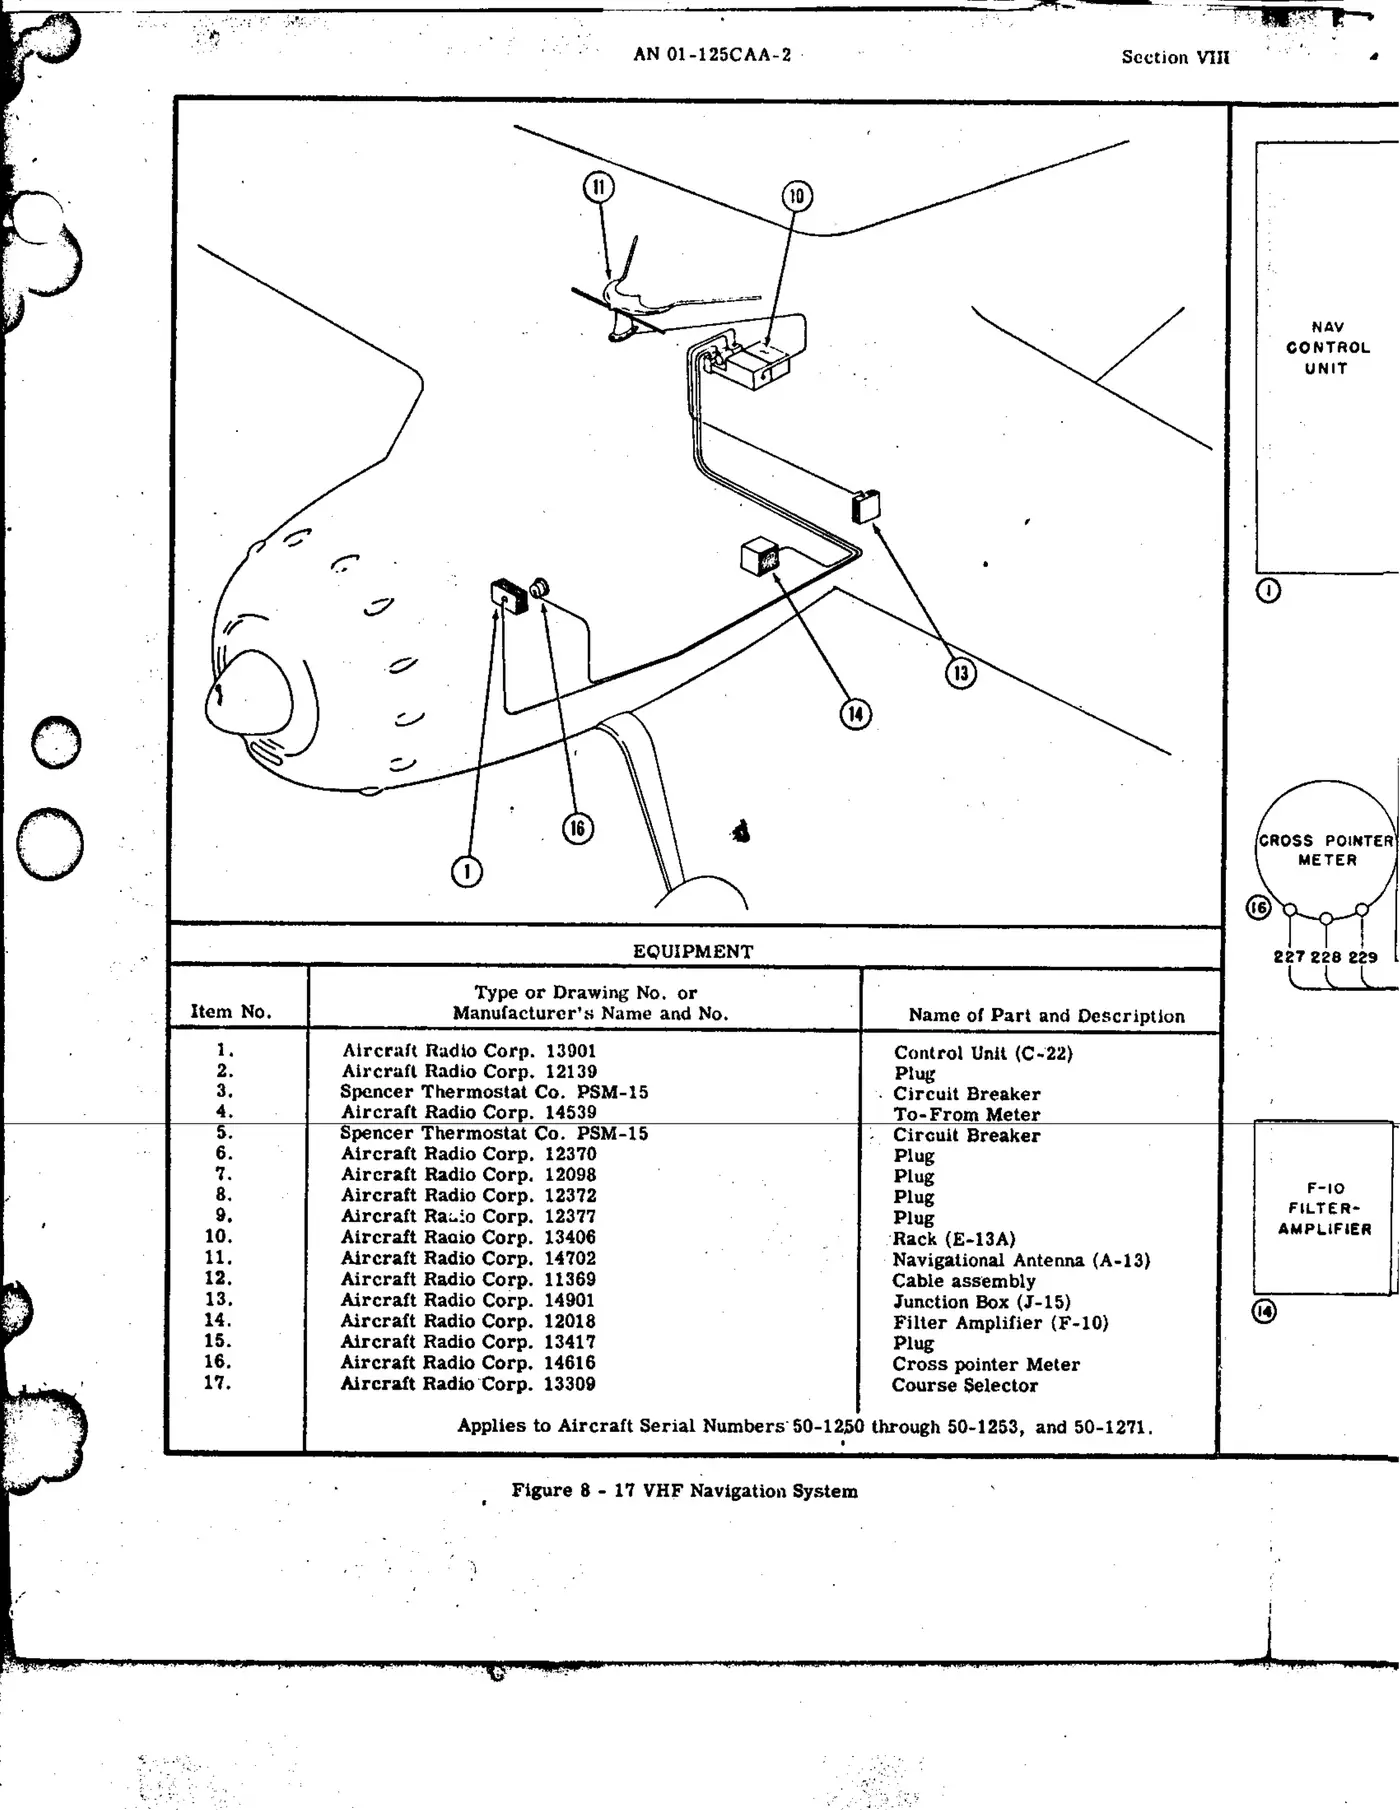 AN 01-125CAA-2
Section VIII
11
10
13
14
16
1
EQUIPMENT
Item No.
Type or Drawing No. or
Manufacturer's Name and No.
Name of Part and Description
1. Aircraft Radio Corp. 13901 Control Unit (C-22)
2. Aircraft Radio Corp. 12139 Plug
3. Spencer Thermostat Co. PSM-15 Circuit Breaker
4. Aircraft Radio Corp. 14539 To-From Meter
5. Spencer Thermostat Co. PSM-15 Circuit Breaker
6. Aircraft Radio Corp. 12370 Plug
7. Aircraft Radio Corp. 12098 Plug
8. Aircraft Radio Corp. 12372 Plug
9. Aircraft Radio Corp. 12377 Plug
10. Aircraft Radio Corp. 13406 Rack (E-13A)
11. Aircraft Radio Corp. 14702 Navigational Antenna (A-13)
12. Aircraft Radio Corp. 11369 Cable assembly
13. Aircraft Radio Corp. 14901 Junction Box (J-15)
14. Aircraft Radio Corp. 12018 Filter Amplifier (F-10)
15. Aircraft Radio Corp. 13417 Plug
16. Aircraft Radio Corp. 14616 Cross pointer Meter
17. Aircraft Radio Corp. 13309 Course Selector
Applies to Aircraft Serial Numbers 50-1250 through 50-1253, and 50-1271.
Figure 8 - 17 VHF Navigation System
NAV
CONTROL
UNIT
1
CROSS POINTER
METER
16
227 228 229
F-10
FILTER-
AMPLIFIER
14